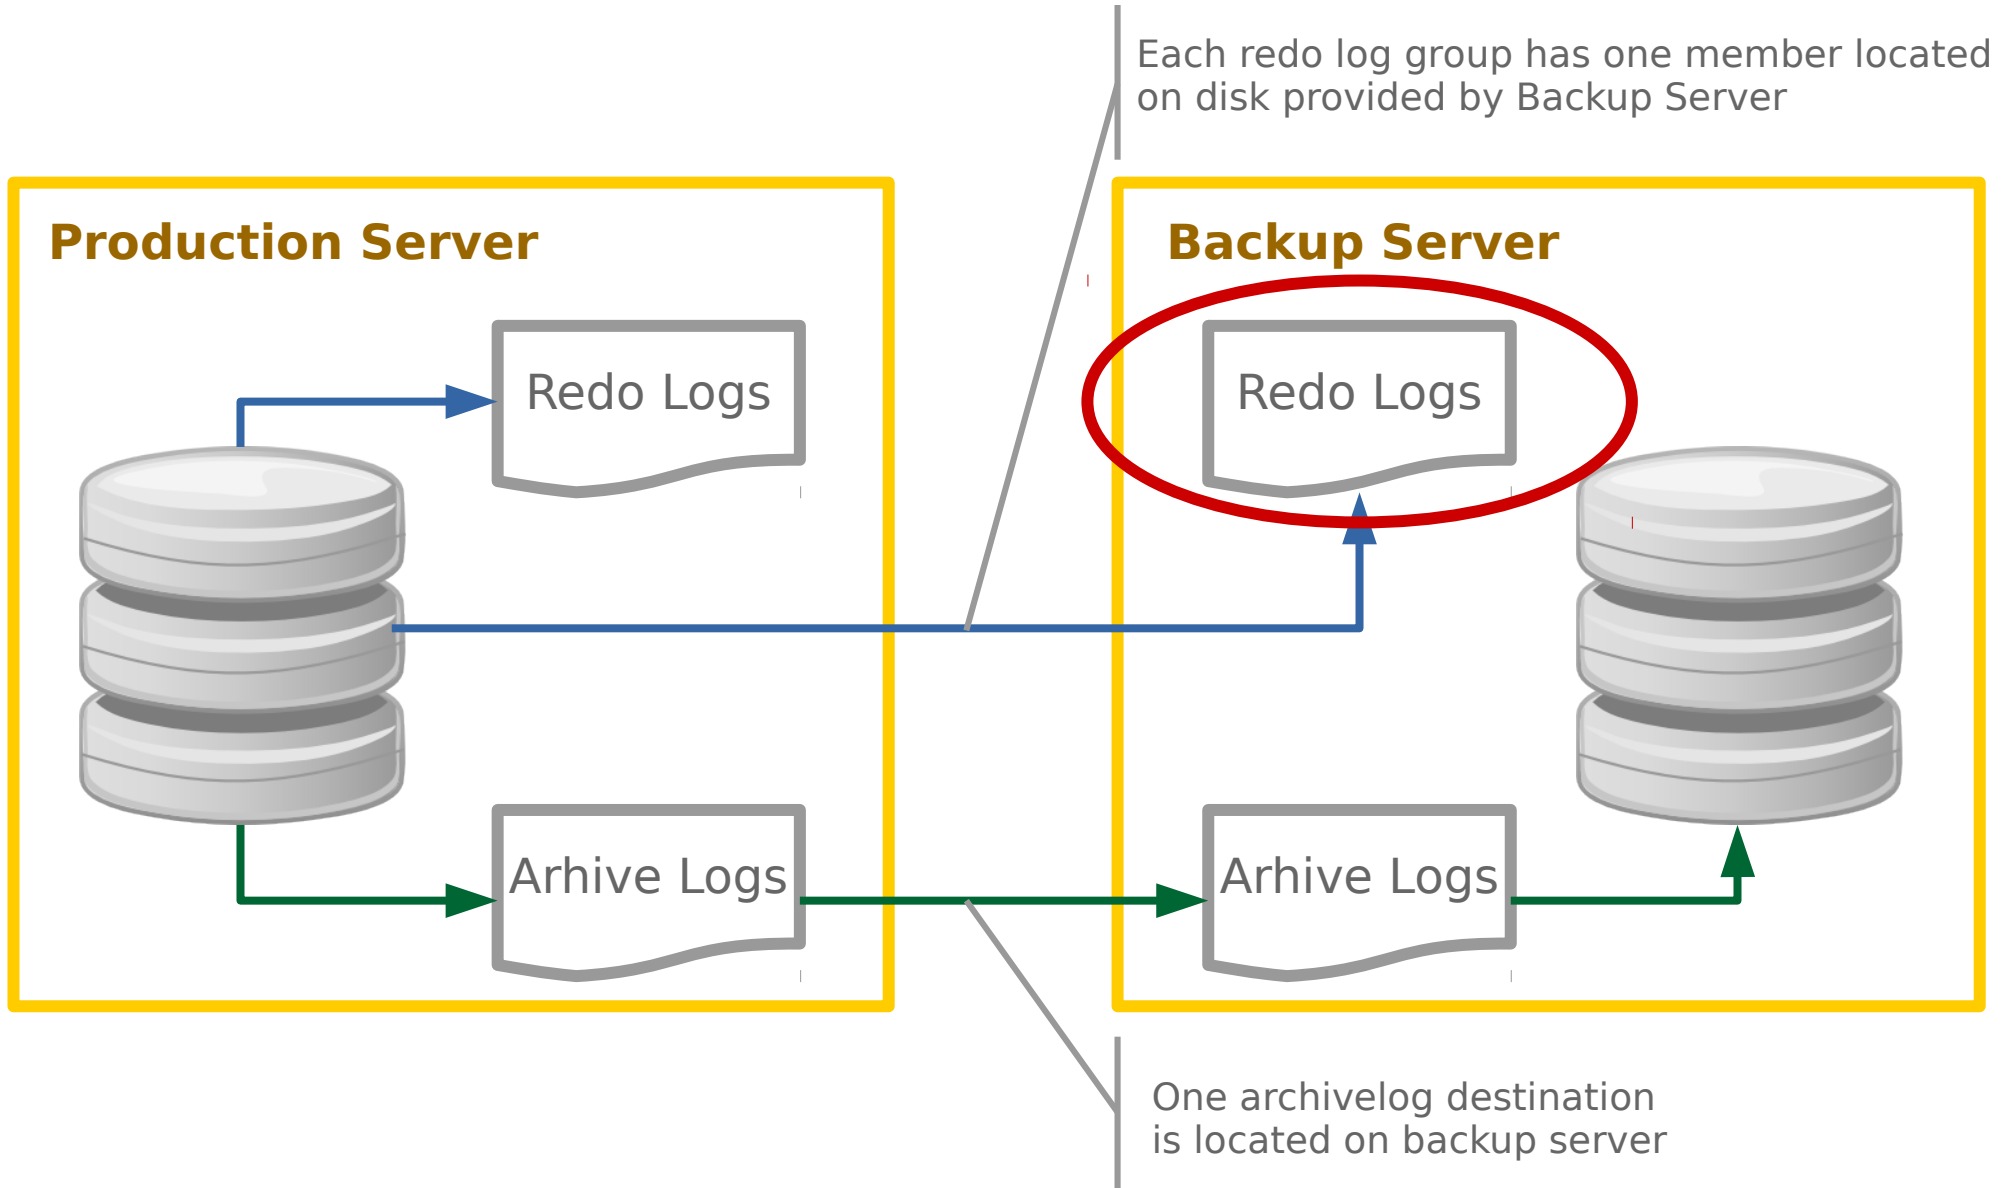 Each redo log group has one member located
on disk provided by Backup Server
Production Server
Backup Server
Redo Logs
Redo Logs
Arhive Logs
Arhive Logs
One archivelog destination
is located on backup server